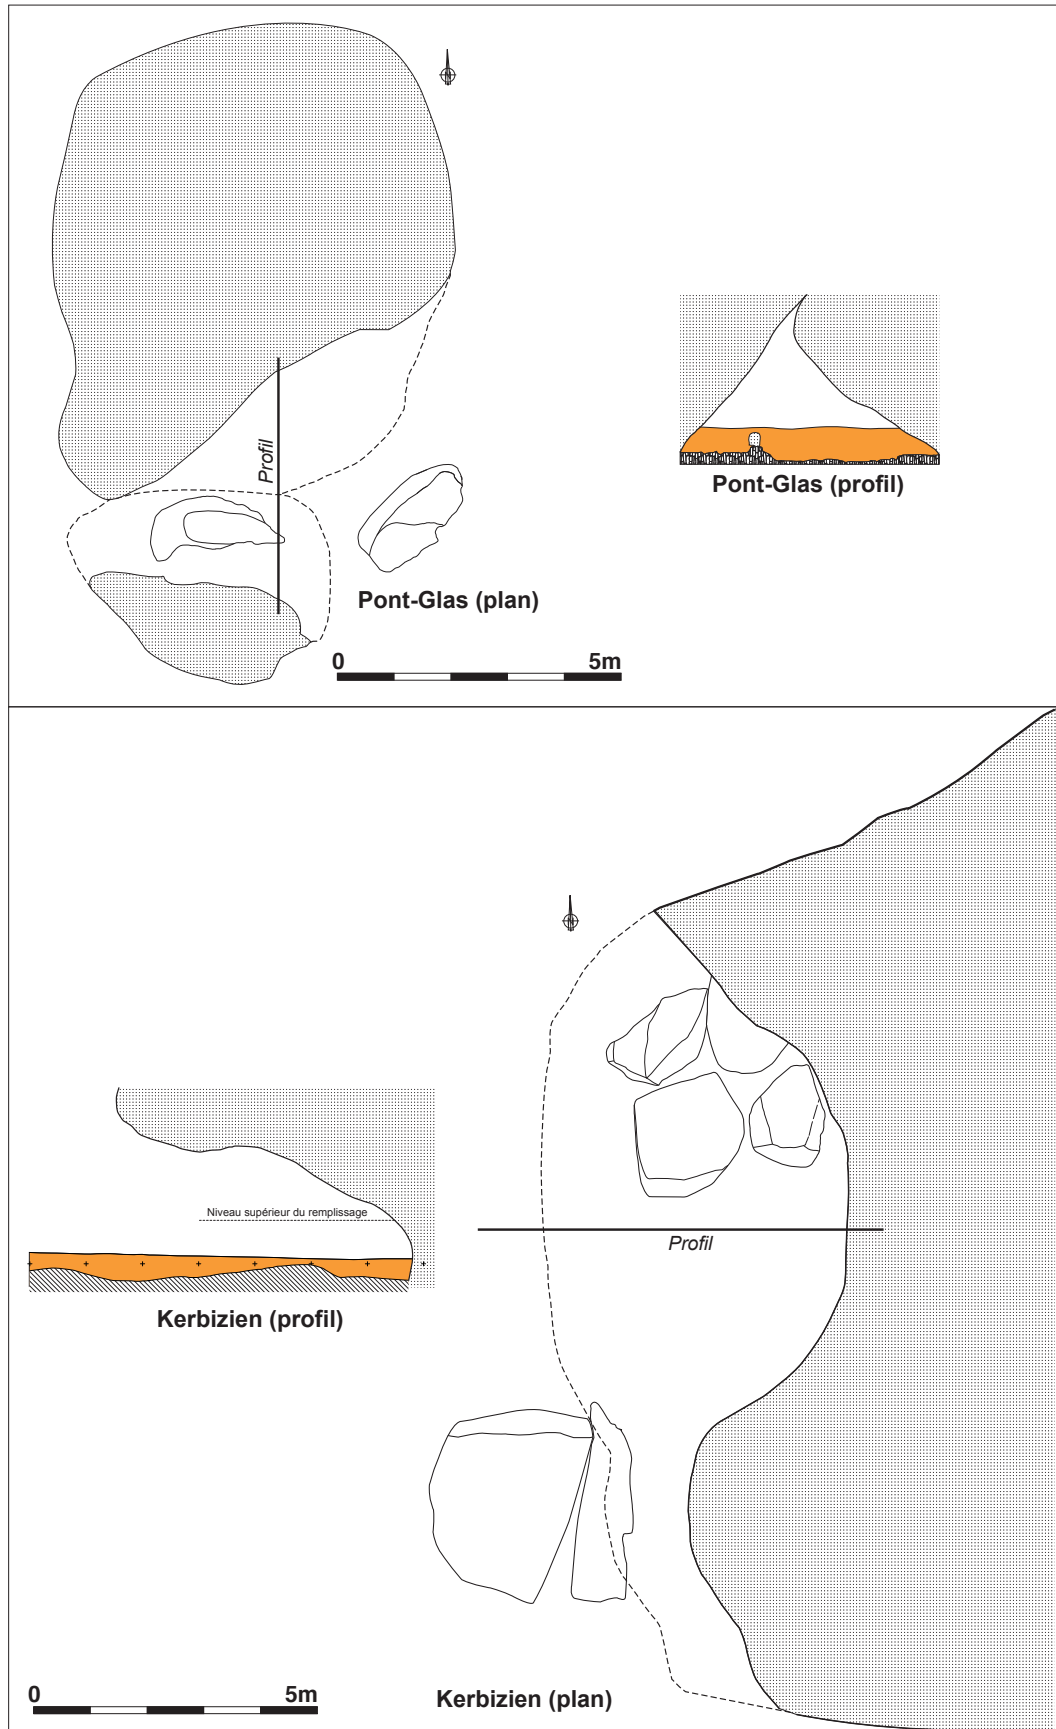 N
Profil
Pont-Glas (profil)
Pont-Glas (plan)
0 5m
N
Niveau supérieur du remplissage
Profil
Kerbizien (profil)
0 5m
Kerbizien (plan)